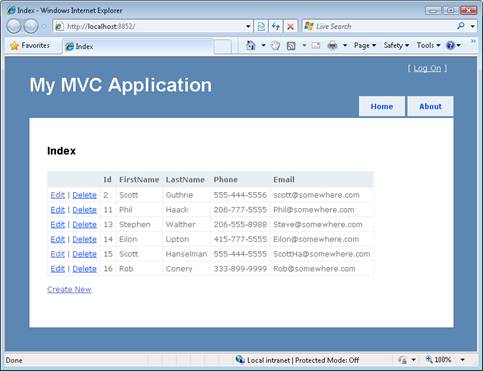 Index - Windows Internet Explorer
http://localhost:8852/
Live Search
Favorites
Index
Page
Safety
Tools
[ Log On ]
My MVC Application
Home
About
Index
Id FirstName LastName Phone Email
Edit | Delete 2 Scott Guthrie 555-444-5556 scott@somewhere.com
Edit | Delete 11 Phil Haack 206-777-5555 Phil@somewhere.com
Edit | Delete 13 Stephen Walther 206-555-8988 Steve@somewhere.com
Edit | Delete 14 Eilon Lipton 415-777-5555 Eilon@somewhere.com
Edit | Delete 15 Scott Hanselman 555-444-5555 ScottHa@somewhere.com
Edit | Delete 16 Rob Conery 333-899-9999 Rob@somewhere.com
Create New
Done
Local intranet | Protected Mode: Off
100%